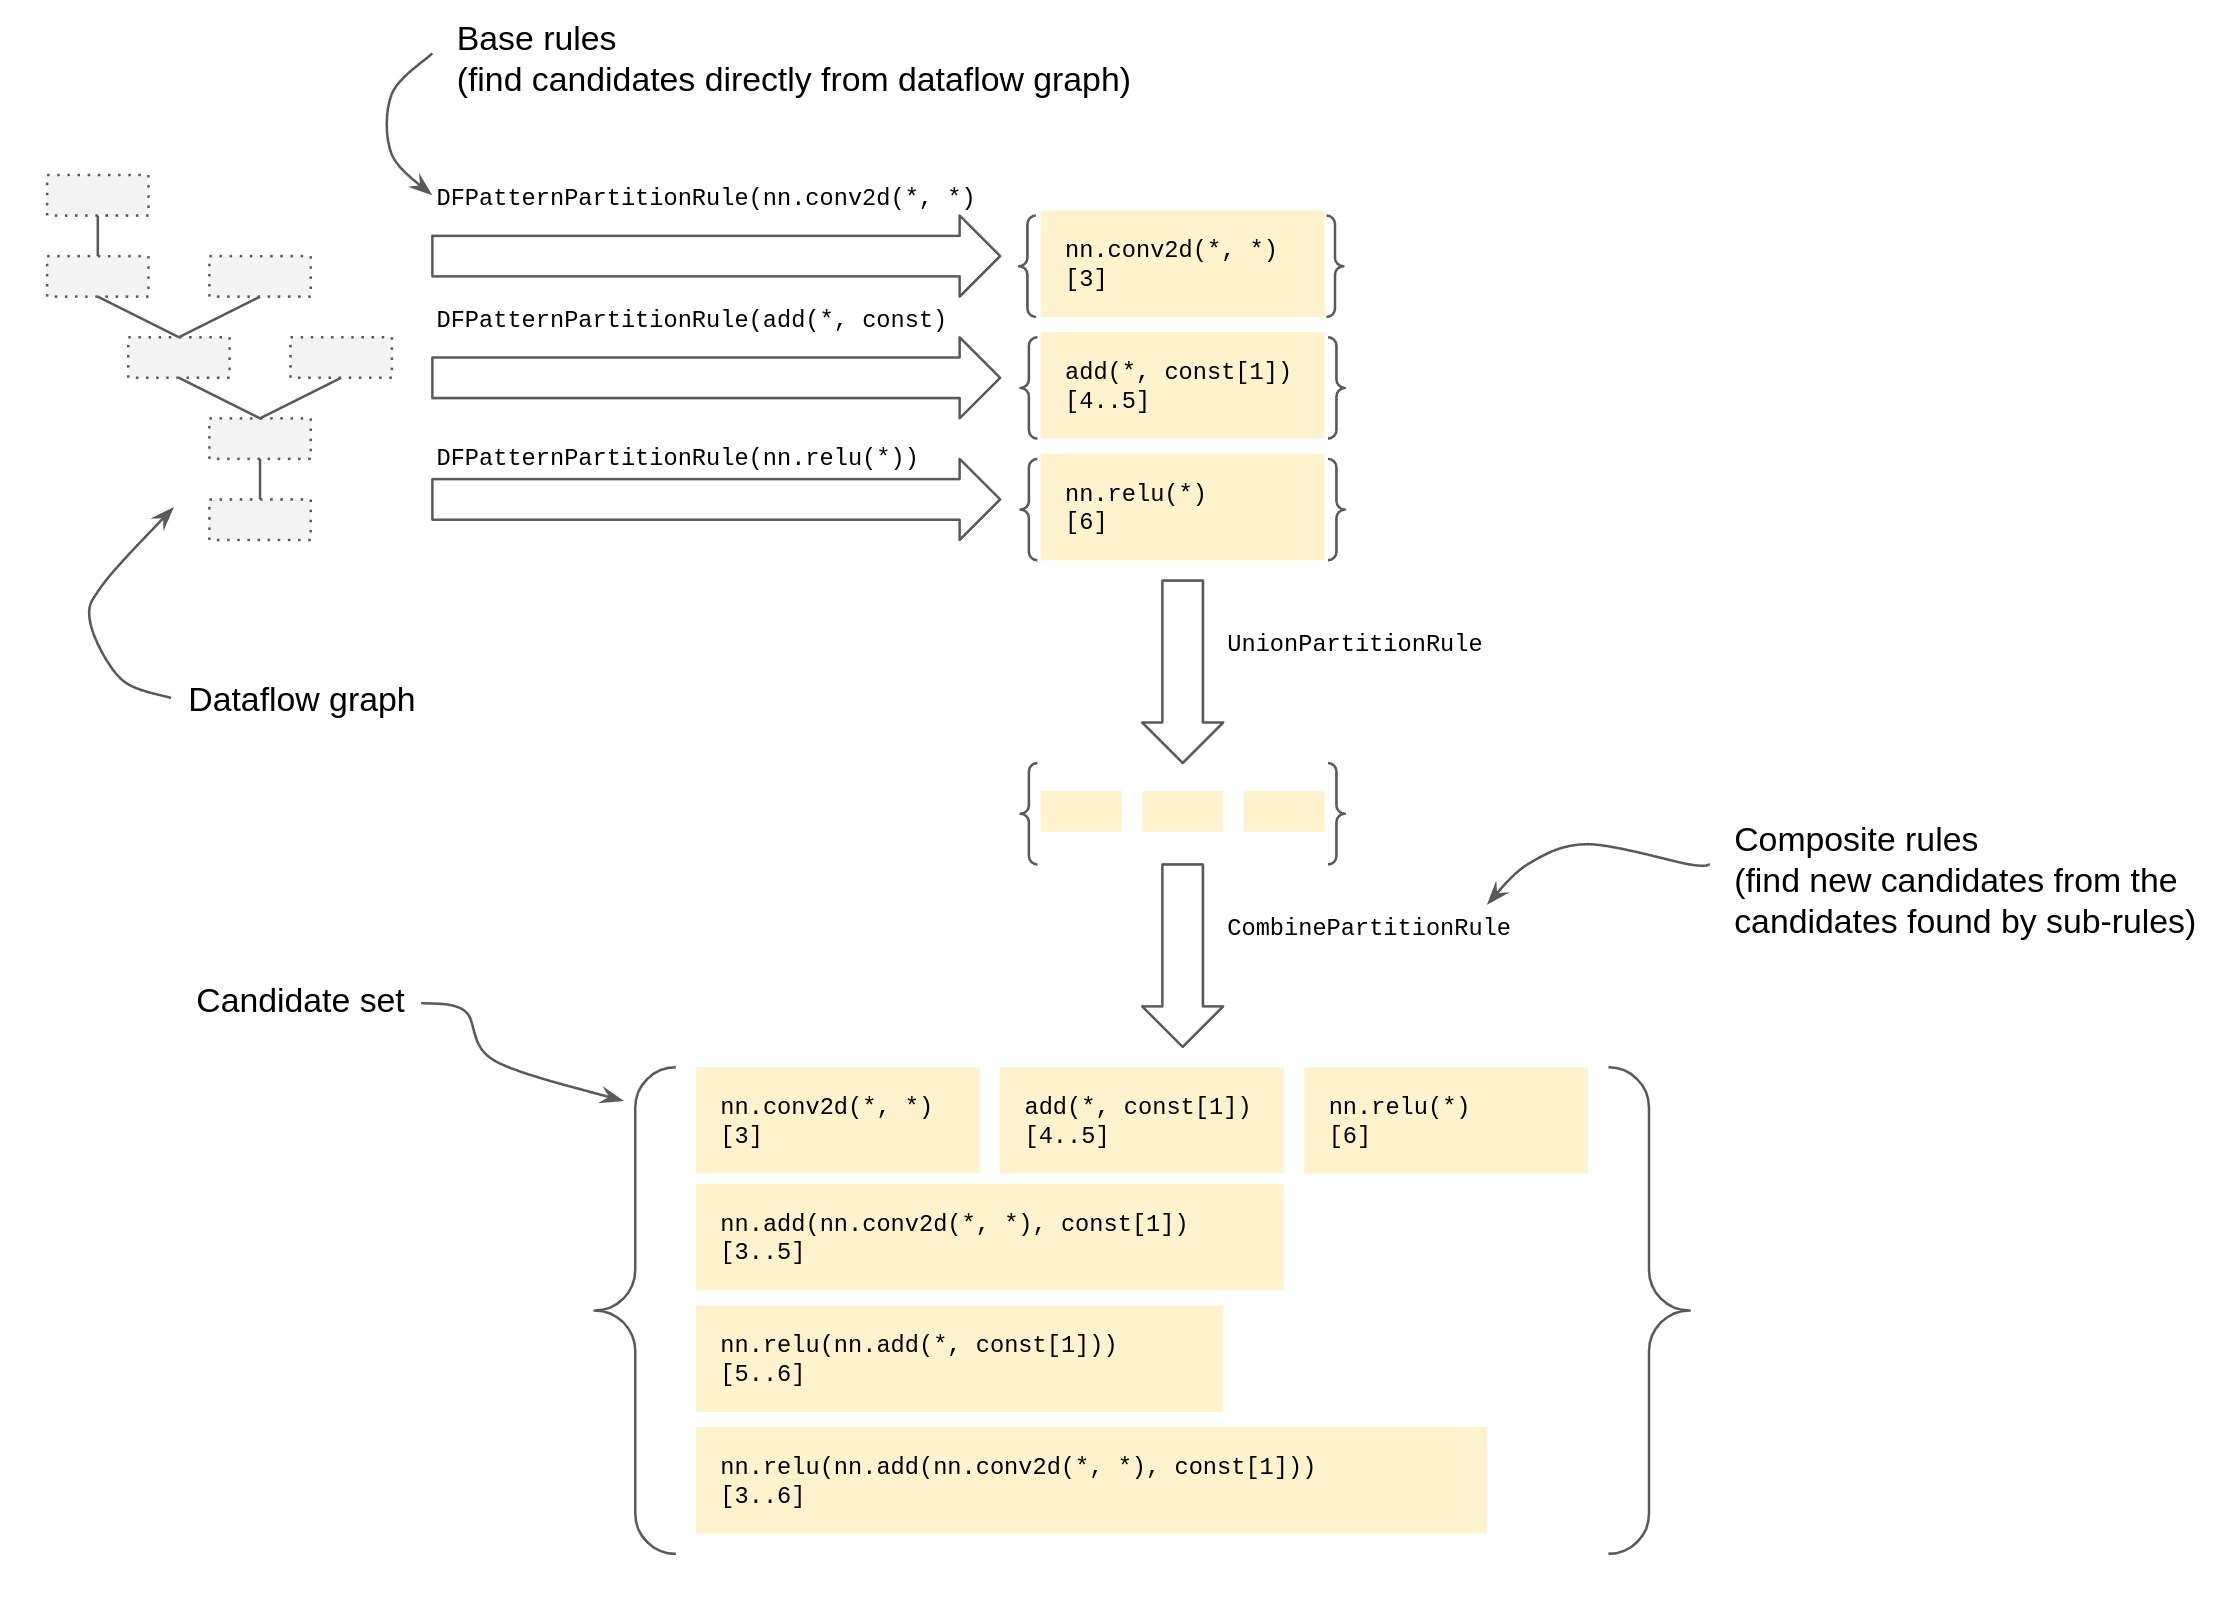 Base rules
(find candidates directly from dataflow graph)
DFPatternPartitionRule(nn.conv2d(*, *)
nn.conv2d(*, *)
[3]
DFPatternPartitionRule(add(*, const)
add(*, const[1])
[4..5]
DFPatternPartitionRule(nn.relu(*))
nn.relu(*)
[6]
UnionPartitionRule
Dataflow graph
Composite rules
(find new candidates from the
candidates found by sub-rules)
CombinePartitionRule
Candidate set
nn.conv2d(*, *)
[3]
add(*, const[1])
[4..5]
nn.relu(*)
[6]
nn.add(nn.conv2d(*, *), const[1])
[3..5]
nn.relu(nn.add(*, const[1]))
[5..6]
nn.relu(nn.add(nn.conv2d(*, *), const[1]))
[3..6]